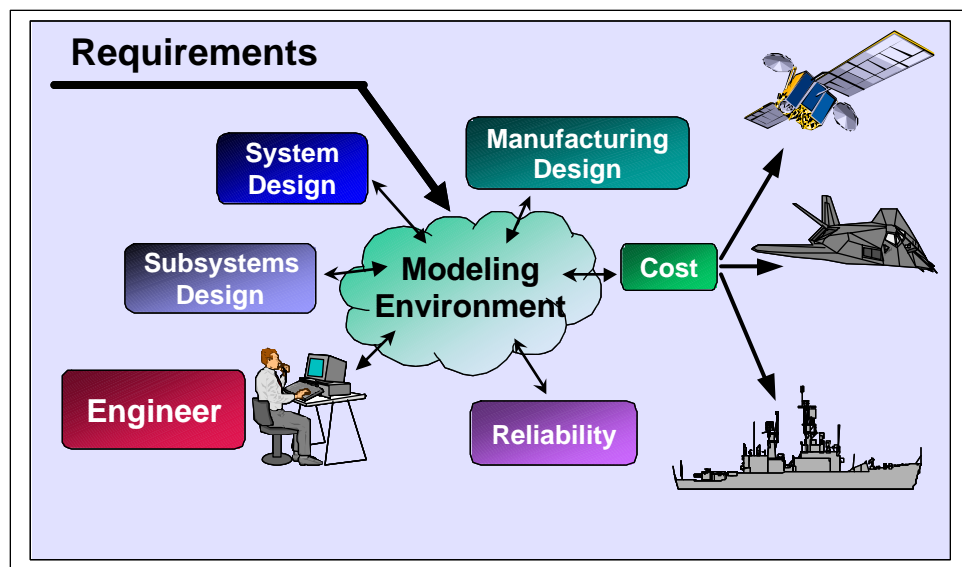 Requirements
System
Design
Manufacturing
Design
Subsystems
Design
Modeling
Environment
Cost
Engineer
Reliability